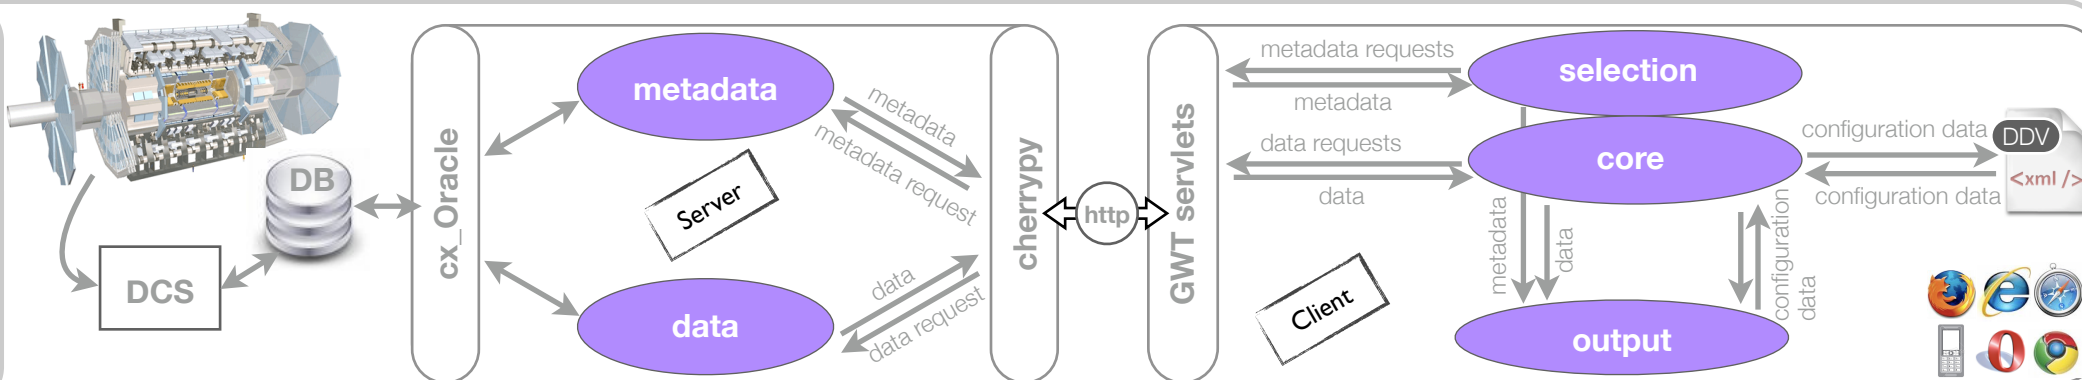 DB
DCS
cx_Oracle
metadata
metadata
metadata request
Server
data
data
data request
cherrypy
http
GWT servlets
metadata requests
metadata
data requests
data
selection
core
configuration data
configuration data
DDV
<xml />
metadata
data
configuration
data
Client
output